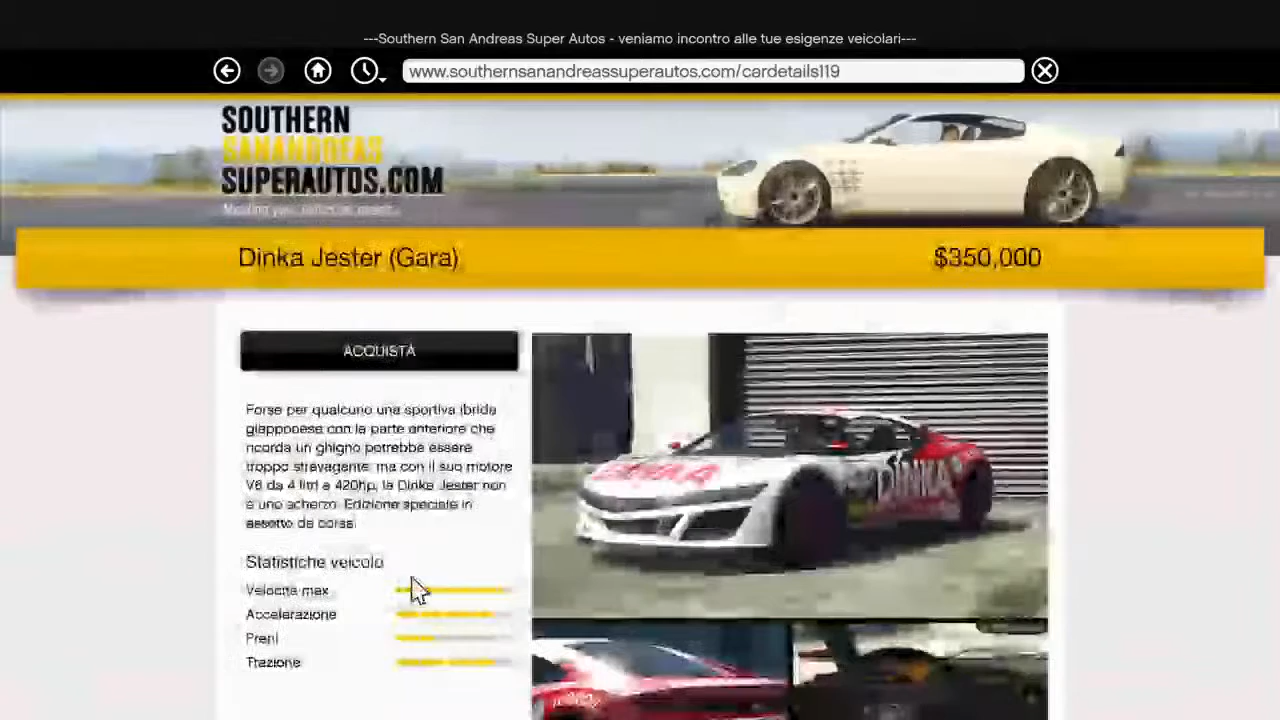 ---Southern San Andreas Super Autos - veniamo incontro alle tue esigenze veicolari---
www.southernsanandreassuperautos.com/cardetails119
SOUTHERN
SANANDREAS
SUPERAUTOS.COM
Dinka Jester (Gara)
$350,000
ACQUISTA
Forse per qualcuno una sportiva ibrida
giapponese con la parte anteriore che
ricorda un ghigno potrebbe essere
troppo stravagante, ma con il suo motore
V6 da 4 litri e 420hp, la Dinka Jester non
è uno scherzo. Edizione speciale in
assetto da corsa.
Statistiche veicolo
Velocità max
Accelerazione
Freni
Trazione
DINKA